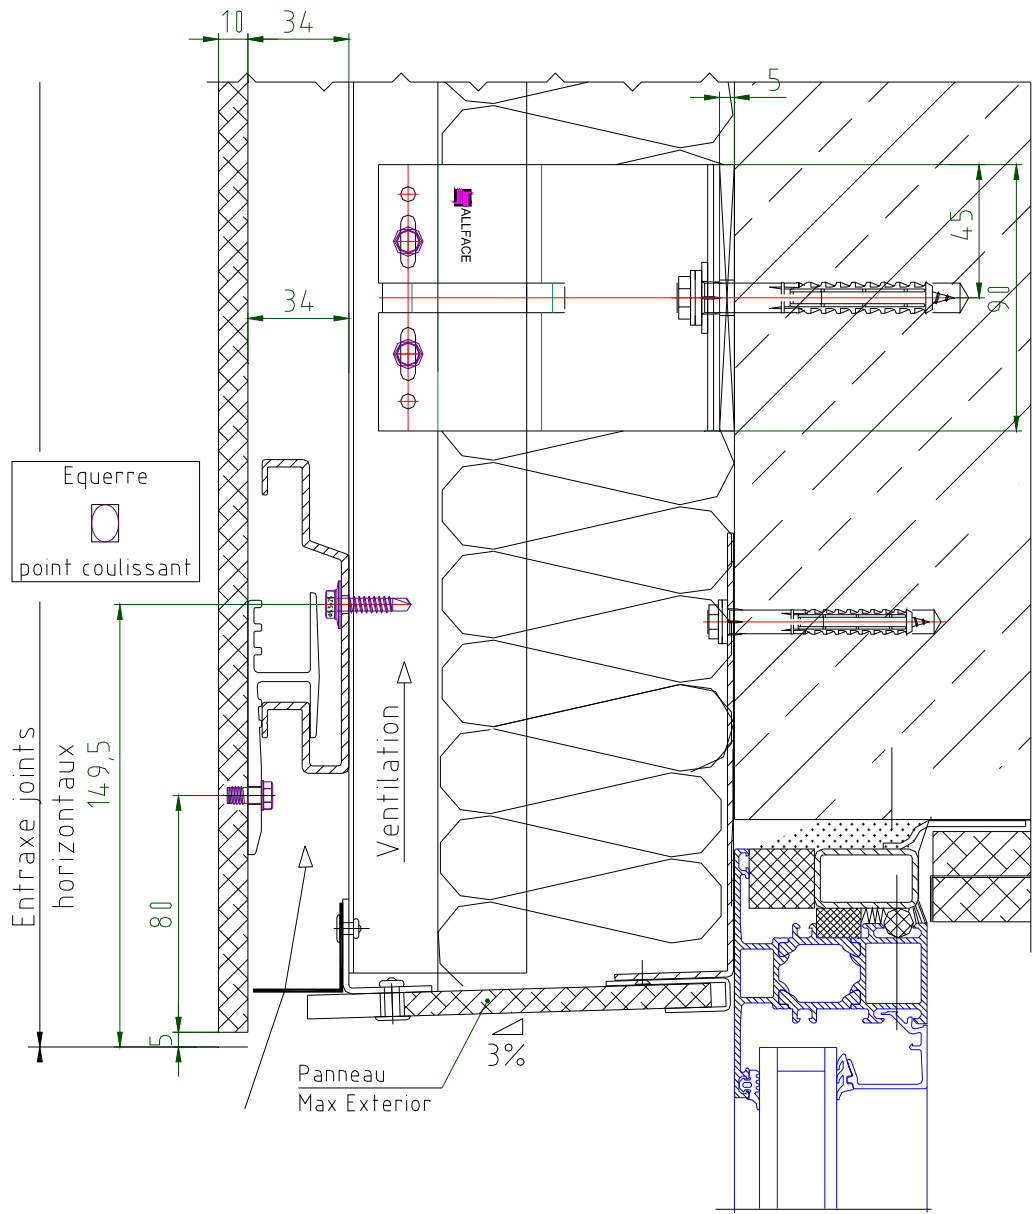 10
34
5
ALLFACE
45
90
34
Equerre
point coulissant
Entraxe joints
horizontaux
149,5
Ventilation
80
5
3%
Panneau
Max Exterior